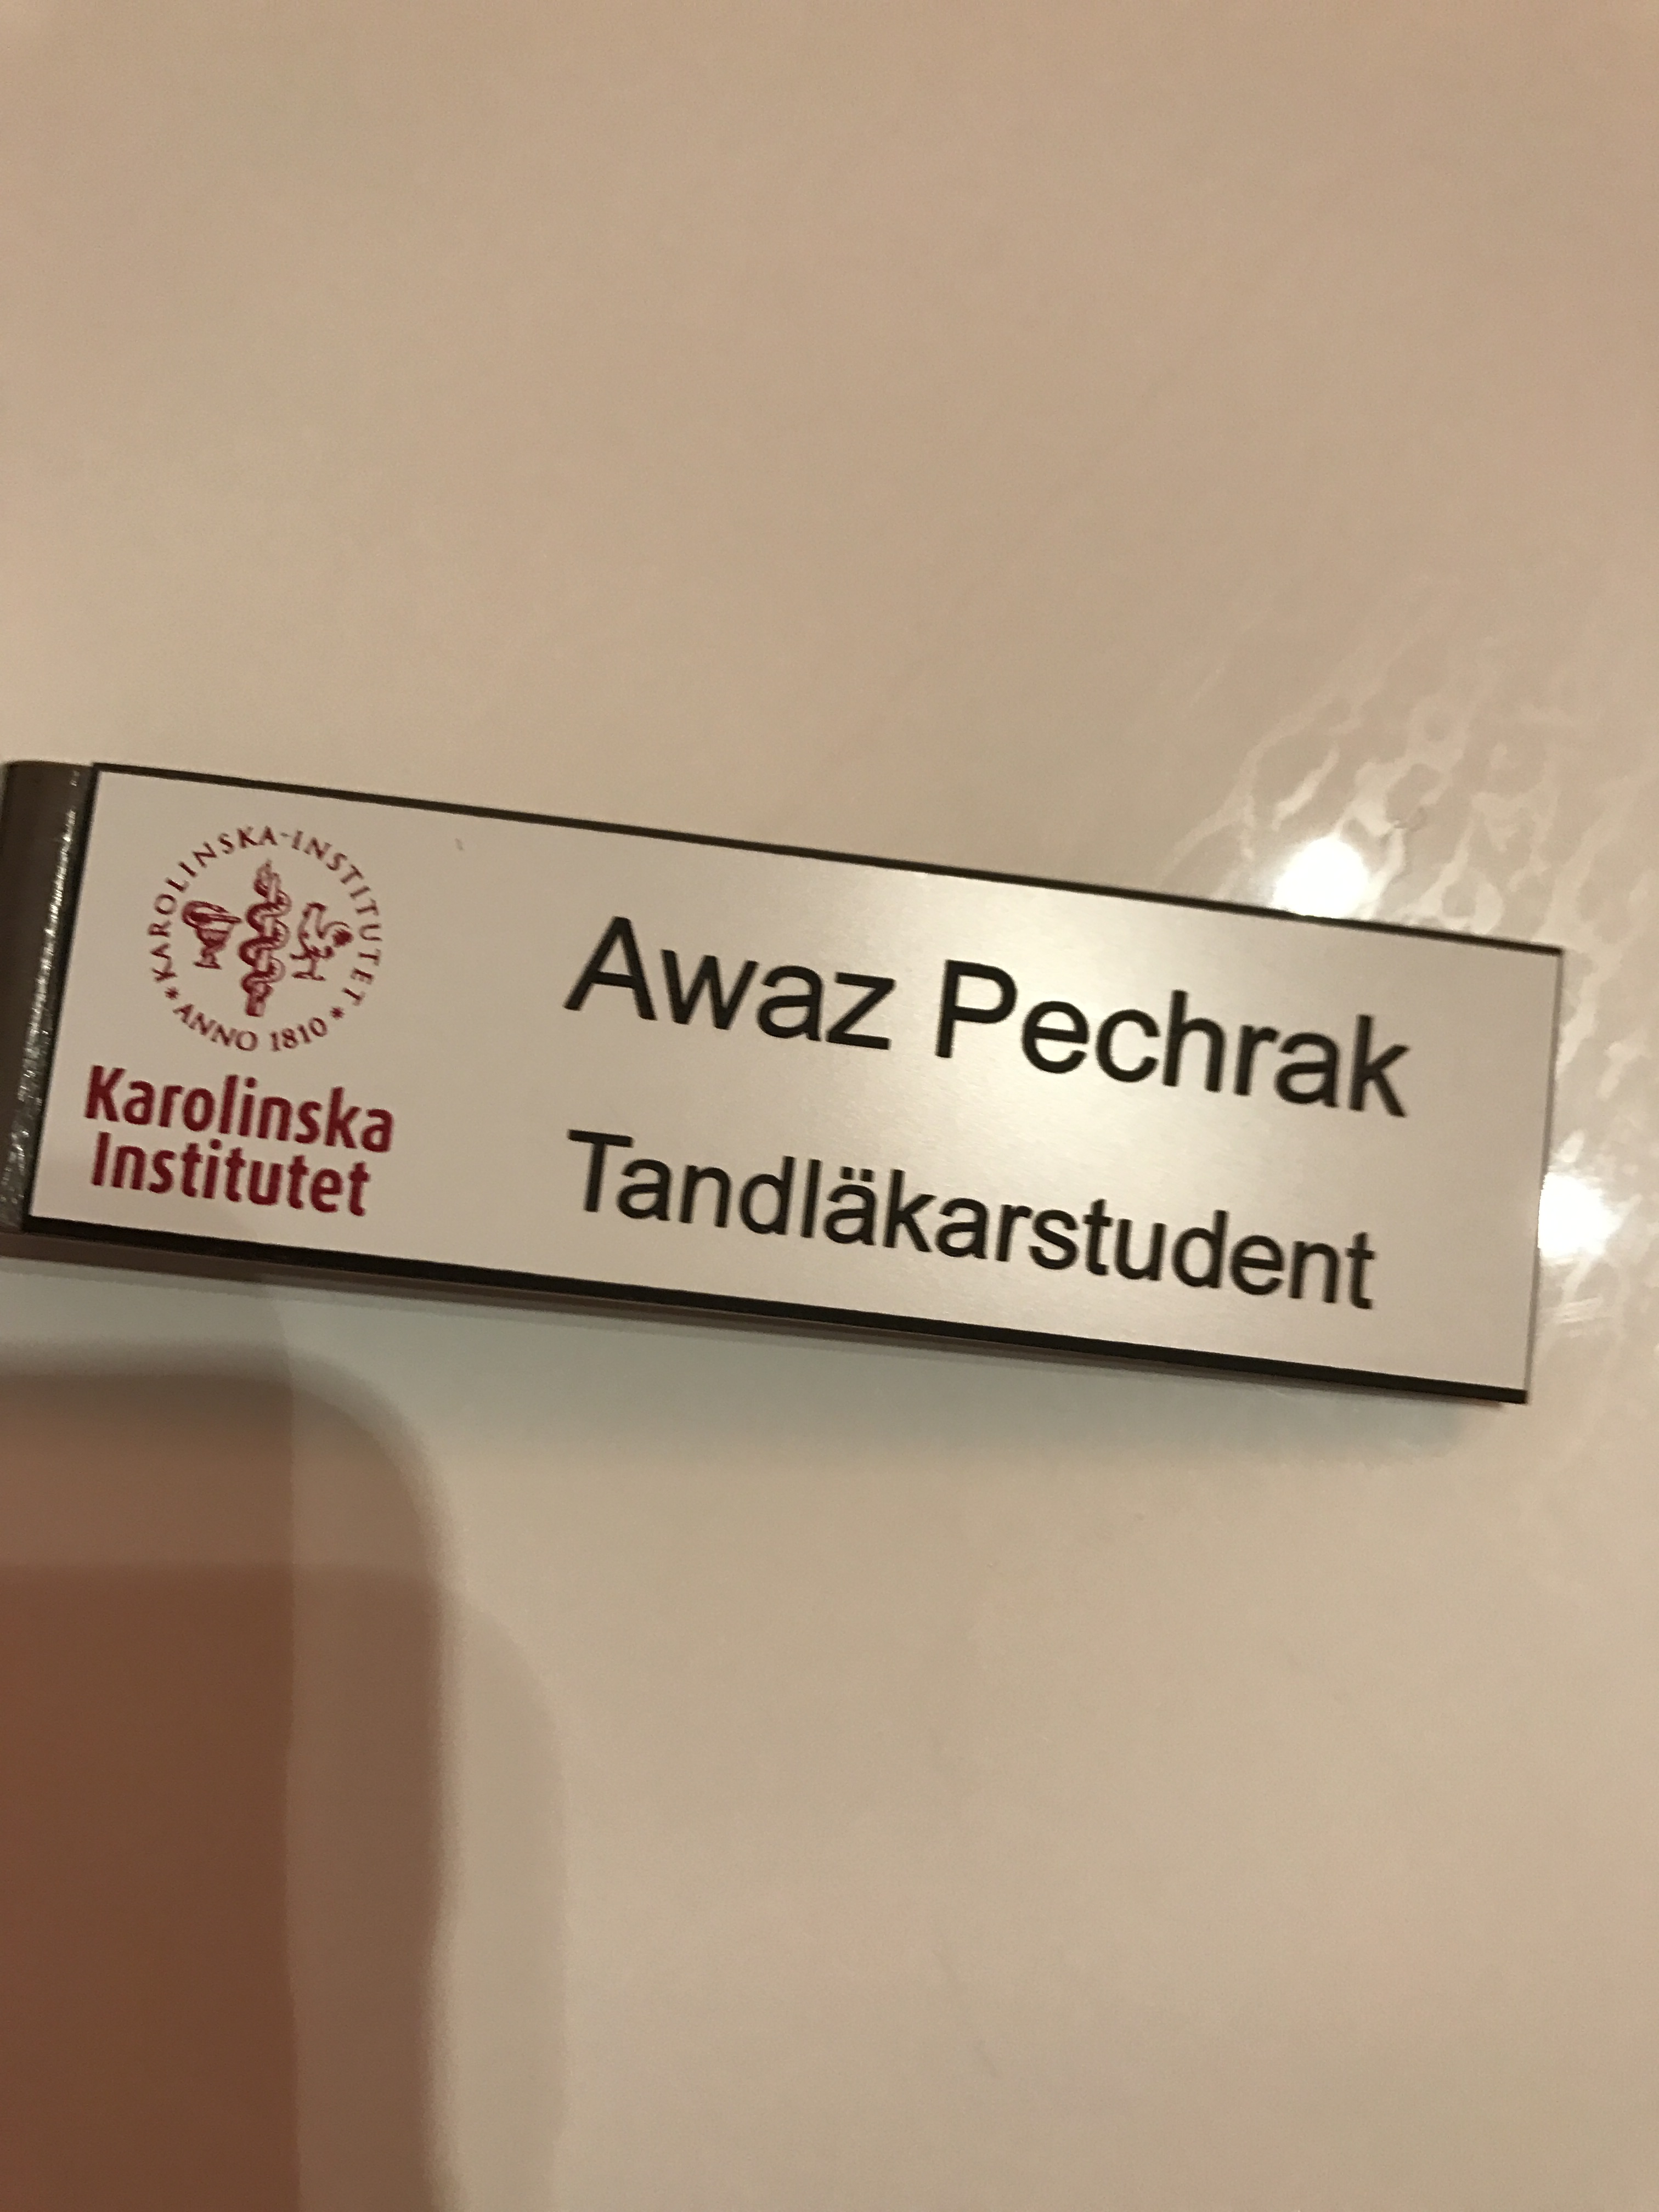 KAROLINSKA-INSTITUTET
* ANNO 1810 *
Karolinska
Institutet
Awaz Pechrak
Tandläkarstudent